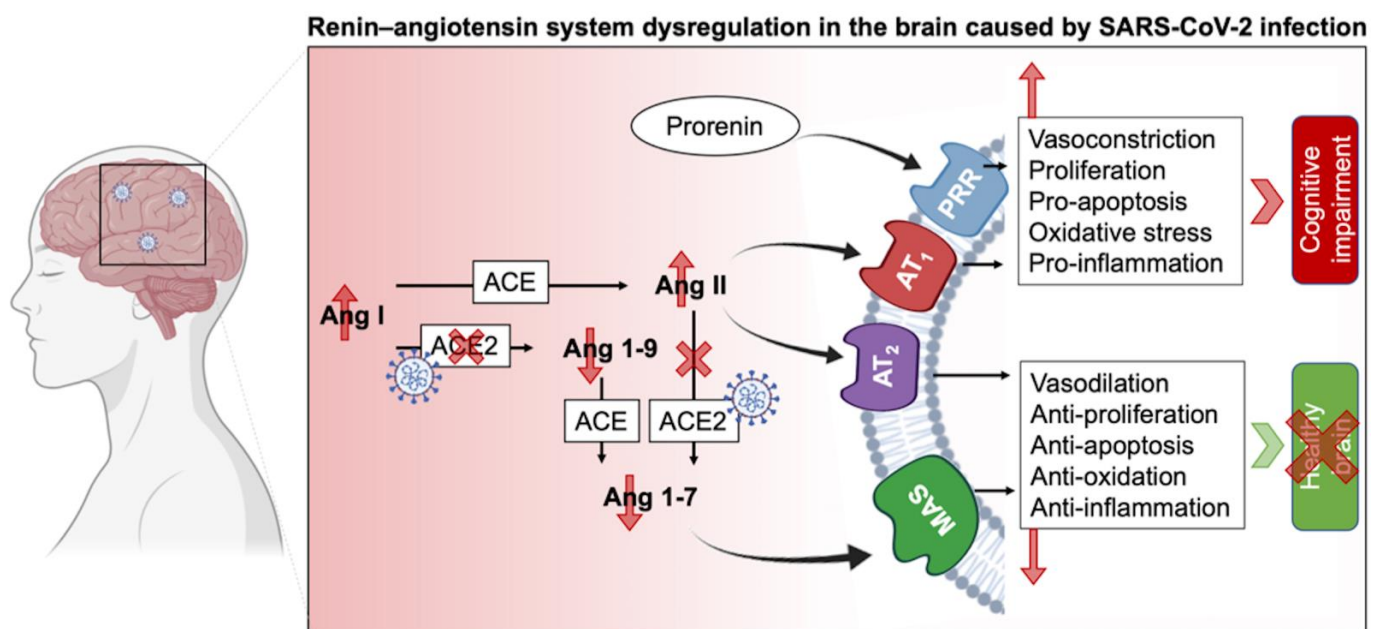 Renin–angiotensin system dysregulation in the brain caused by SARS-CoV-2 infection
Prorenin
PRR
Vasoconstriction
Proliferation
Pro-apoptosis
Oxidative stress
Pro-inflammation
Cognitive
impairment
AT₁
ACE
Ang II
Ang I
ACE2
Ang 1-9
AT₂
ACE
ACE2
Vasodilation
Anti-proliferation
Anti-apoptosis
Anti-oxidation
Anti-inflammation
Healthy
brain
Ang 1-7
MAS